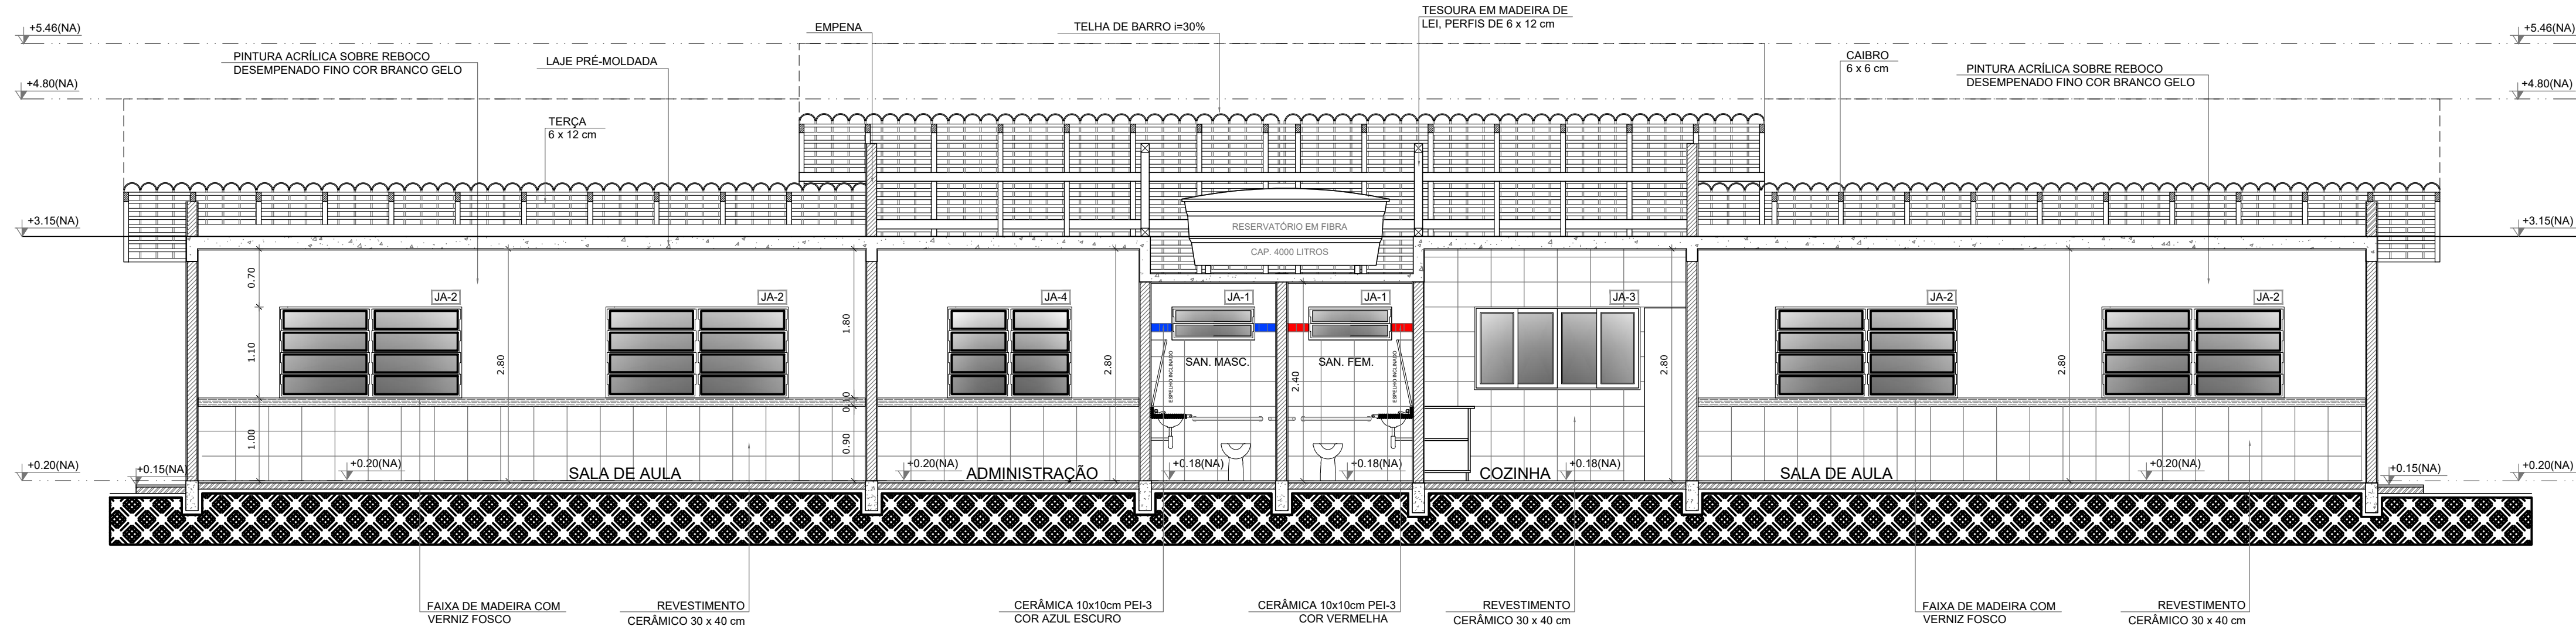 TESOURA EM MADEIRA DE
LEI, PERFIS DE 6 x 12 cm
+5.46(NA)
EMPENA
TELHA DE BARRO i=30%
+5.46(NA)
PINTURA ACRÍLICA SOBRE REBOCO
DESEMPENADO FINO COR BRANCO GELO
LAJE PRÉ-MOLDADA
CAIBRO
6 x 6 cm
PINTURA ACRÍLICA SOBRE REBOCO
DESEMPENADO FINO COR BRANCO GELO
+4.80(NA)
+4.80(NA)
TERÇA
6 x 12 cm
+3.15(NA)
+3.15(NA)
RESERVATÓRIO EM FIBRA
CAP. 4000 LITROS
0.70
JA-2
JA-2
JA-4
JA-1
JA-1
JA-3
JA-2
JA-2
1.80
1.10
2.80
2.80
SAN. MASC.
SAN. FEM.
ESPELHO INCLINADO
ESPELHO INCLINADO
2.40
2.80
2.80
0.10
1.00
0.90
+0.20(NA)
+0.15(NA)
+0.20(NA)
SALA DE AULA
+0.20(NA)
ADMINISTRAÇÃO
+0.18(NA)
+0.18(NA)
COZINHA
+0.18(NA)
SALA DE AULA
+0.20(NA)
+0.15(NA)
+0.20(NA)
FAIXA DE MADEIRA COM
VERNIZ FOSCO
REVESTIMENTO
CERÂMICO 30 x 40 cm
CERÂMICA 10x10cm PEI-3
COR AZUL ESCURO
CERÂMICA 10x10cm PEI-3
COR VERMELHA
REVESTIMENTO
CERÂMICO 30 x 40 cm
FAIXA DE MADEIRA COM
VERNIZ FOSCO
REVESTIMENTO
CERÂMICO 30 x 40 cm